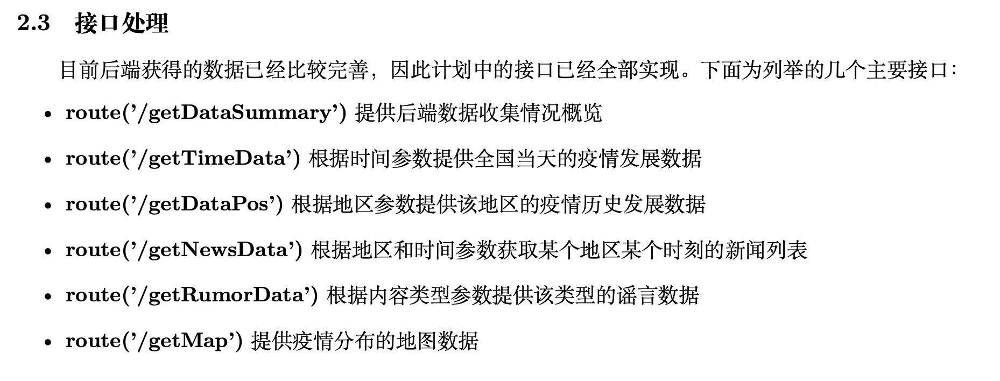 2.3 接口处理
目前后端获得的数据已经比较完善，因此计划中的接口已经全部实现。下面为列举的几个主要接口：
• route('/getDataSummary') 提供后端数据收集情况概览
• route('/getTimeData') 根据时间参数提供全国当天的疫情发展数据
• route('/getDataPos') 根据地区参数提供该地区的疫情历史发展数据
• route('/getNewsData') 根据地区和时间参数获取某个地区某个时刻的新闻列表
• route('/getRumorData') 根据内容类型参数提供该类型的谣言数据
• route('/getMap') 提供疫情分布的地图数据